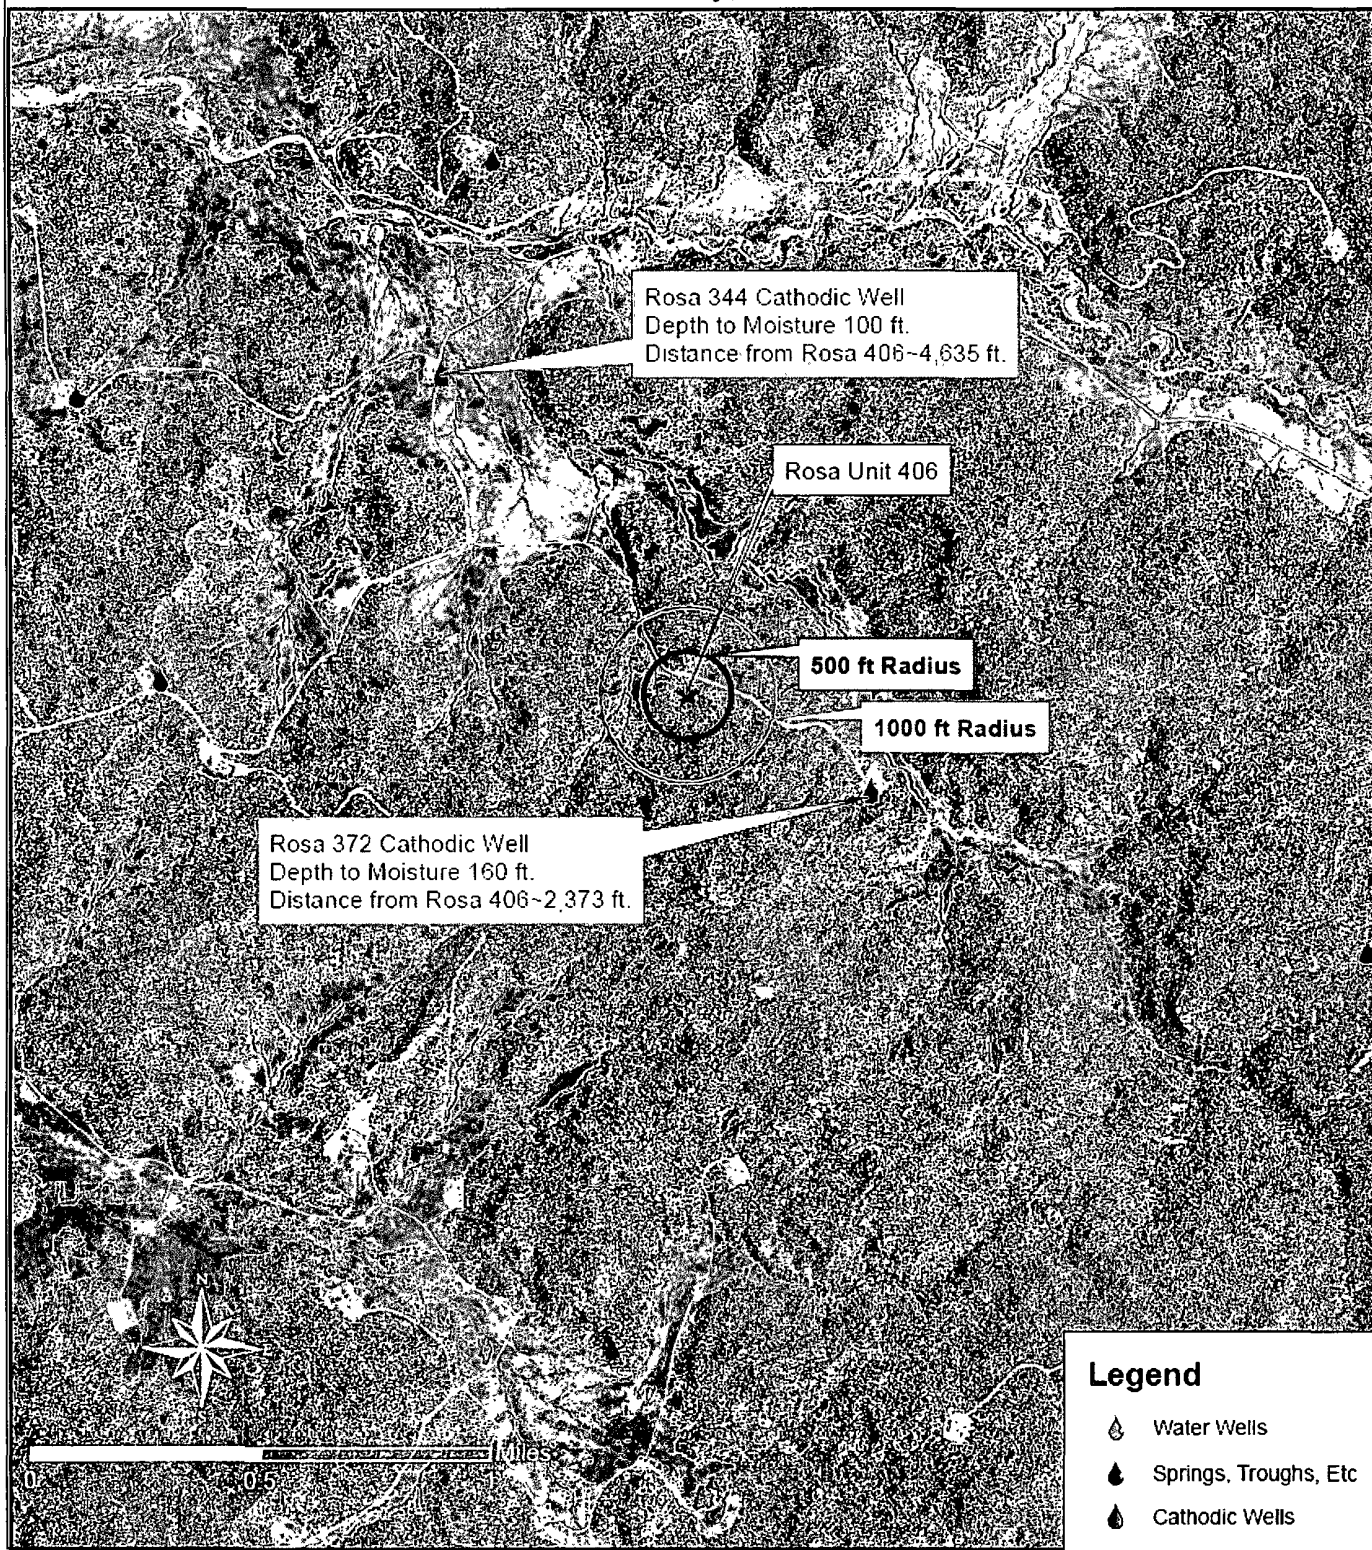 Rosa 344 Cathodic Well
Depth to Moisture 100 ft.
Distance from Rosa 406~4,635 ft.
Rosa Unit 406
500 ft Radius
1000 ft Radius
Rosa 372 Cathodic Well
Depth to Moisture 160 ft.
Distance from Rosa 406~2,373 ft.
N
Miles
0 0.5 1
Legend
Water Wells
Springs, Troughs, Etc
Cathodic Wells